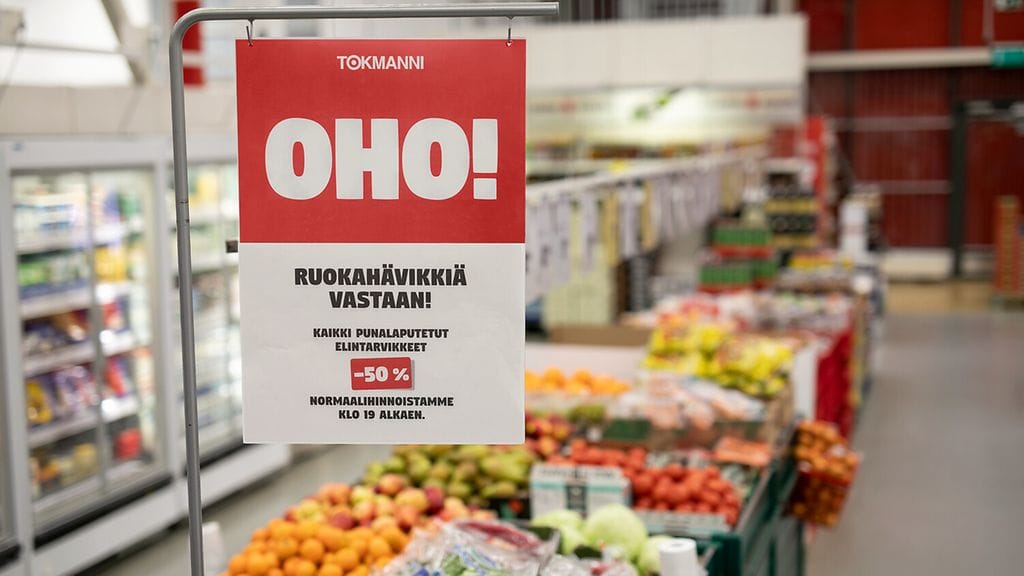 TOKMANNI
OHO!
RUOKAHÄVIKKIÄ
VASTAAN!
KAIKKI PUNALAPUTETUT
ELINTARVIKKEET
-50 %
NORMAALIHINNOISTAMME
KLO 19 ALKAEN.